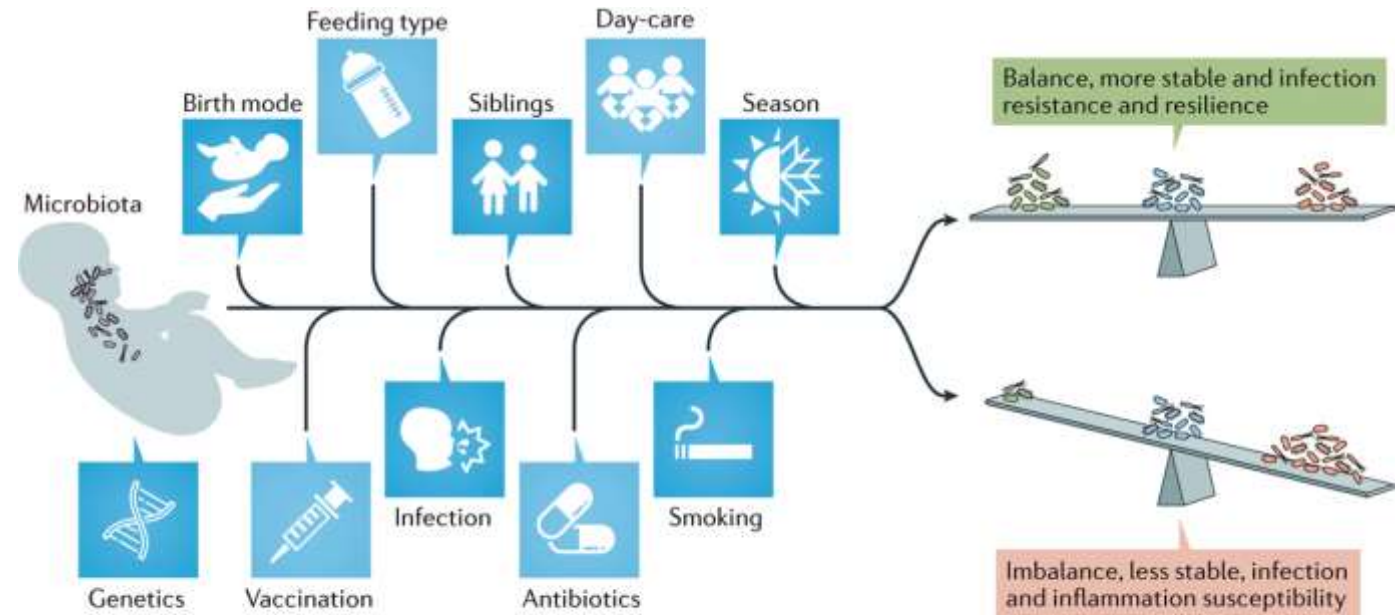 Feeding type
Day-care
Birth mode
Siblings
Season
Balance, more stable and infection
resistance and resilience
Microbiota
Infection
Smoking
Genetics
Vaccination
Antibiotics
Imbalance, less stable, infection
and inflammation susceptibility